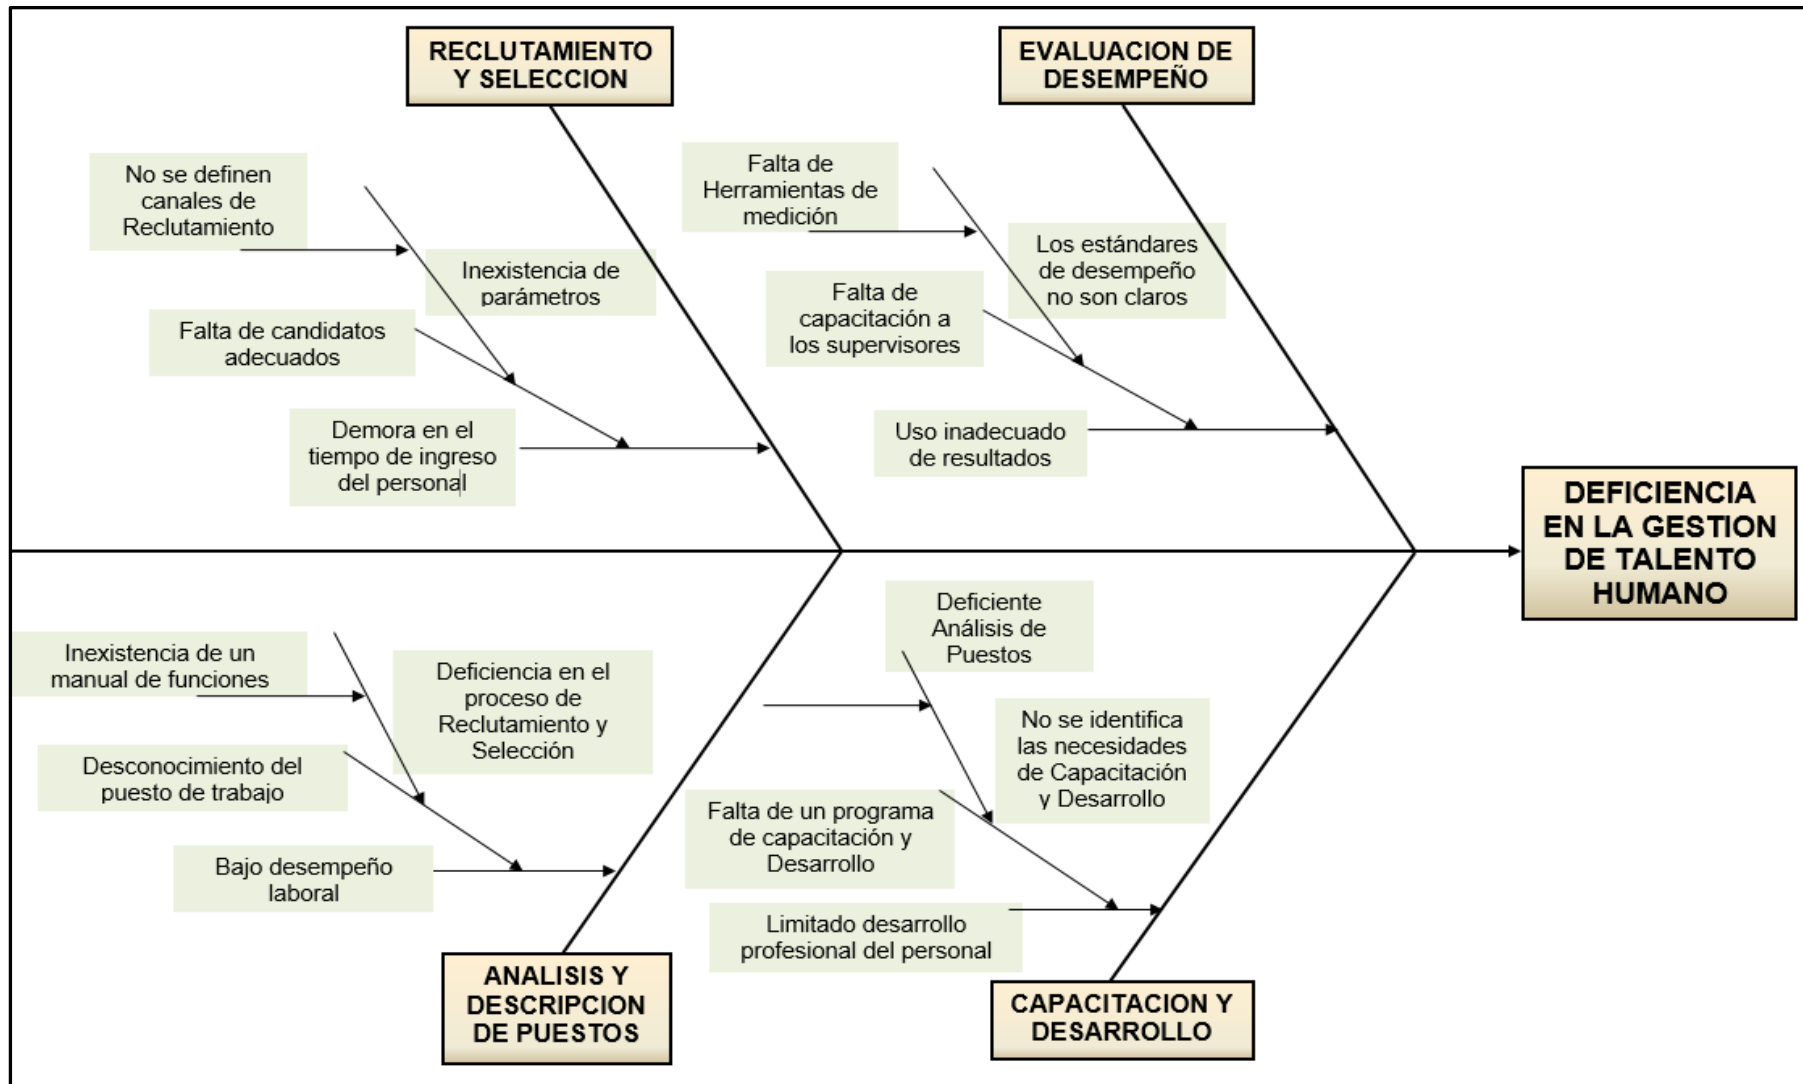 RECLUTAMIENTO
Y SELECCION
EVALUACION DE
DESEMPEÑO
No se definen
canales de
Reclutamiento
Inexistencia de
parámetros
Falta de candidatos
adecuados
Demora en el
tiempo de ingreso
del personal
Falta de
Herramientas de
medición
Los estándares
de desempeño
no son claros
Falta de
capacitación a
los supervisores
Uso inadecuado
de resultados
DEFICIENCIA
EN LA GESTION
DE TALENTO
HUMANO
Inexistencia de un
manual de funciones
Deficiencia en el
proceso de
Reclutamiento y
Selección
Desconocimiento del
puesto de trabajo
Bajo desempeño
laboral
Deficiente
Análisis de
Puestos
No se identifica
las necesidades
de Capacitación
y Desarrollo
Falta de un programa
de capacitación y
Desarrollo
Limitado desarrollo
profesional del personal
ANALISIS Y
DESCRIPCION
DE PUESTOS
CAPACITACION Y
DESARROLLO